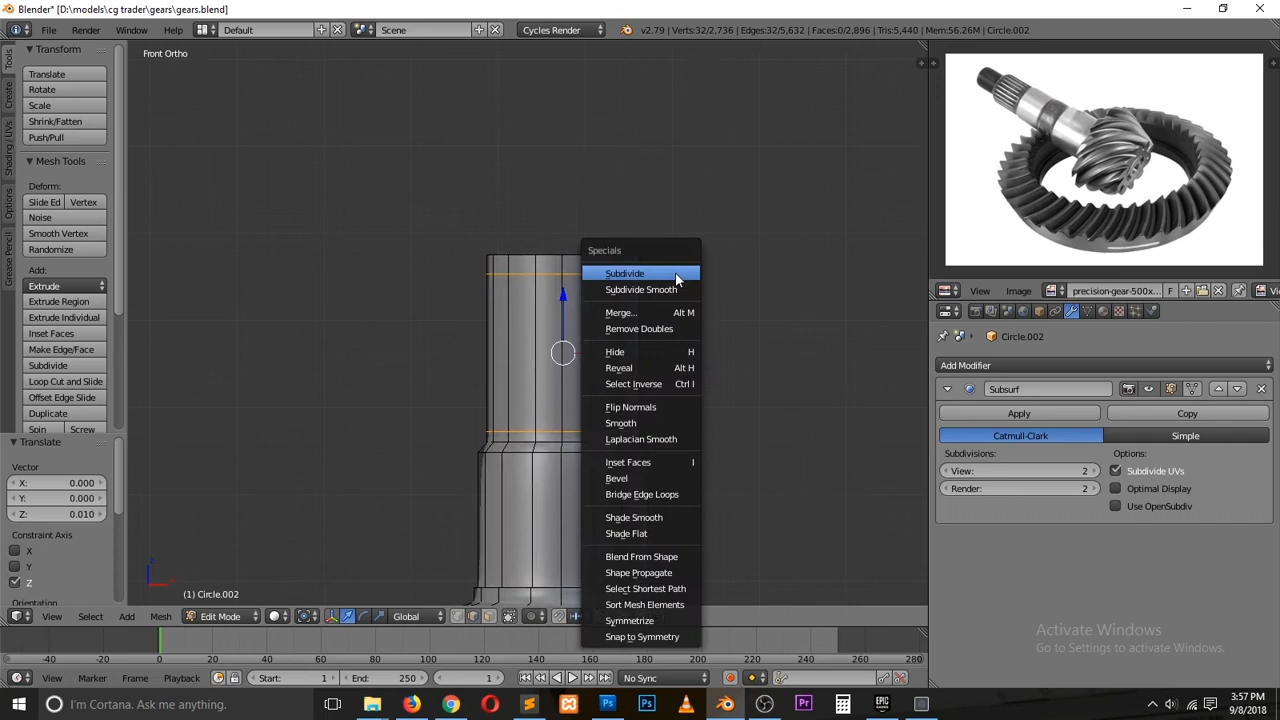 Blender* [D:\models\cg trader\gears\gears.blend]
File Render Window Help Default Scene Cycles Render v2.79 | Verts:32/2,736 | Edges:32/5,632 | Faces:0/2,896 | Tris:5,440 | Mem:56.26M | Circle.002
Tools
Create
Shading / UVs
Options
Grease Pencil
Transform
Translate
Rotate
Scale
Shrink/Fatten
Push/Pull
Mesh Tools
Deform:
Slide Ed Vertex
Noise
Smooth Vertex
Randomize
Add:
Extrude
Extrude Region
Extrude Individual
Inset Faces
Make Edge/Face
Subdivide
Loop Cut and Slide
Offset Edge Slide
Duplicate
Spin Screw
Translate
Vector
X: 0.000
Y: 0.000
Z: 0.010
Constraint Axis
X
Y
Z
Orientation
Front Ortho
(1) Circle.002
Specials
Subdivide
Subdivide Smooth
Merge... Alt M
Remove Doubles
Hide H
Reveal Alt H
Select Inverse Ctrl I
Flip Normals
Smooth
Laplacian Smooth
Inset Faces I
Bevel
Bridge Edge Loops
Shade Smooth
Shade Flat
Blend From Shape
Shape Propagate
Select Shortest Path
Sort Mesh Elements
Symmetrize
Snap to Symmetry
View Image precision-gear-500x... F Vi
Circle.002
Add Modifier
Subsurf
Apply Copy
Catmull-Clark Simple
Subdivisions: Options:
View: 2 Subdivide UVs
Render: 2 Optimal Display
Use OpenSubdiv
Activate Windows
Go to Settings to activate Windows.
View Select Add Mesh Edit Mode Global
-40 -20 0 20 40 60 80 100 120 140 160 180 200 220 240 260 280
View Marker Frame Playback Start: 1 End: 250 1 No Sync
I'm Cortana. Ask me anything.
3:57 PM
9/8/2018